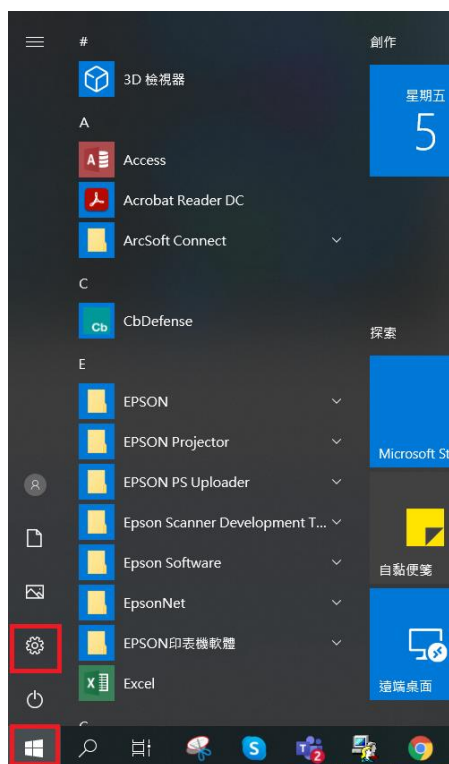 #
創作
3D 檢視器
星期五
5
A
Access
Acrobat Reader DC
ArcSoft Connect
C
Cb
CbDefense
探索
E
EPSON
EPSON Projector
Microsoft St
EPSON PS Uploader
Epson Scanner Development T...
Epson Software
自黏便箋
EpsonNet
EPSON印表機軟體
Excel
遠端桌面
S
2